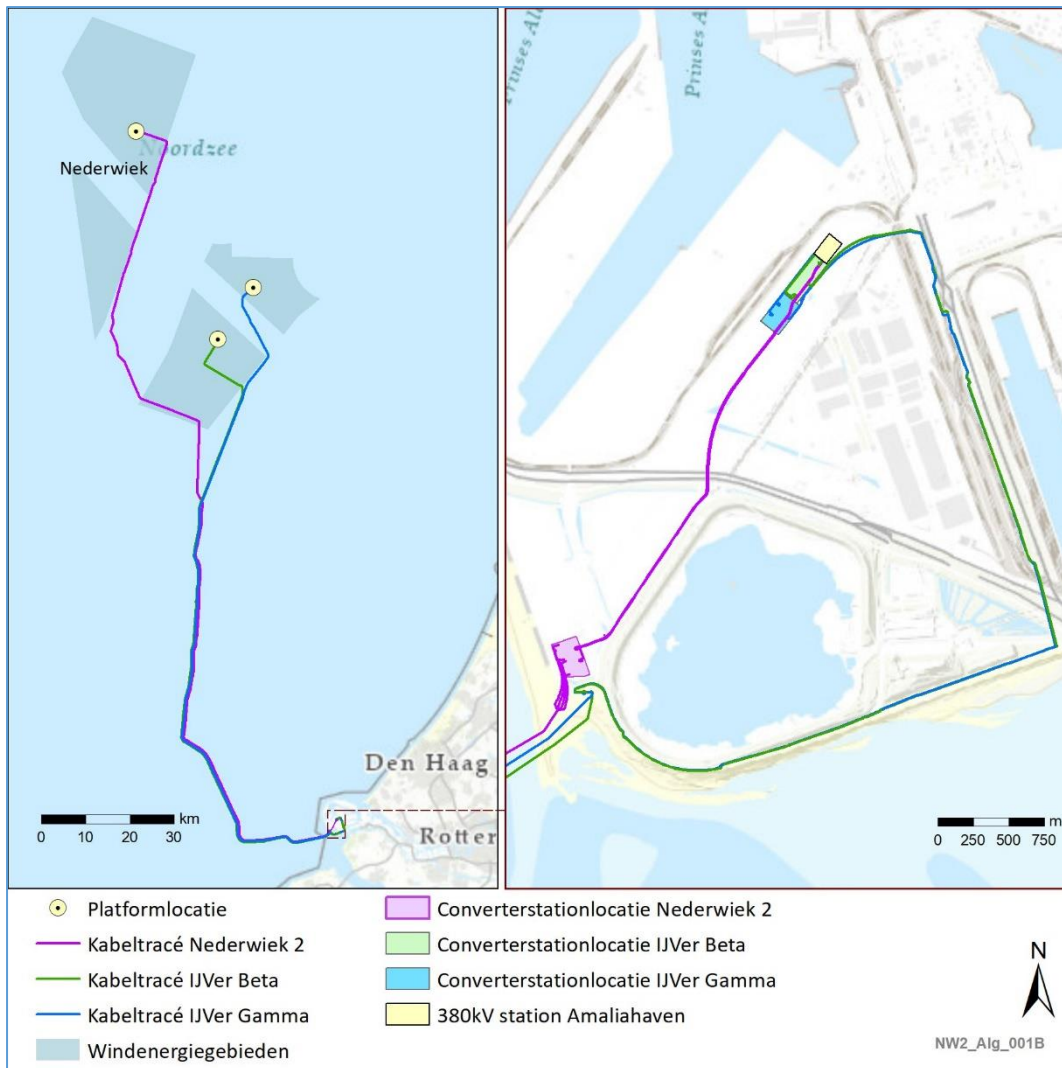 Noordzee
Nederwiek
Den Haag
Rotter
0 10 20 30 km
Prinses A
0 250 500 750 m
Platformlocatie
Kabeltracé Nederwiek 2
Kabeltracé IJVer Beta
Kabeltracé IJVer Gamma
Windenergiegebieden
Converterstationlocatie Nederwiek 2
Converterstationlocatie IJVer Beta
Converterstationlocatie IJVer Gamma
380kV station Amaliahaven
N
NW2_Alg_001B